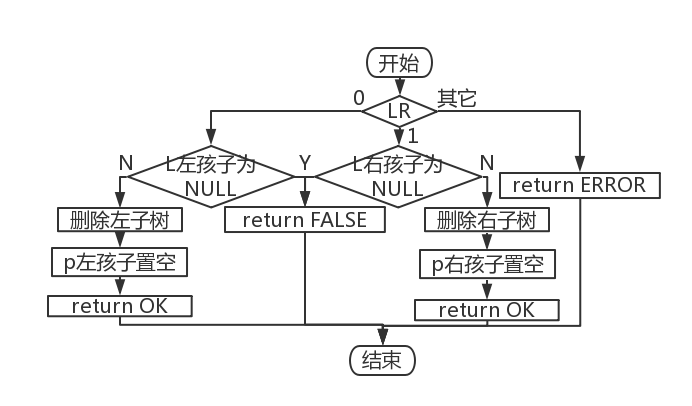 开始
0
LR
其它
1
N
L左孩子为
NULL
Y
L右孩子为
NULL
N
return ERROR
删除左子树
return FALSE
删除右子树
p左孩子置空
p右孩子置空
return OK
return OK
结束